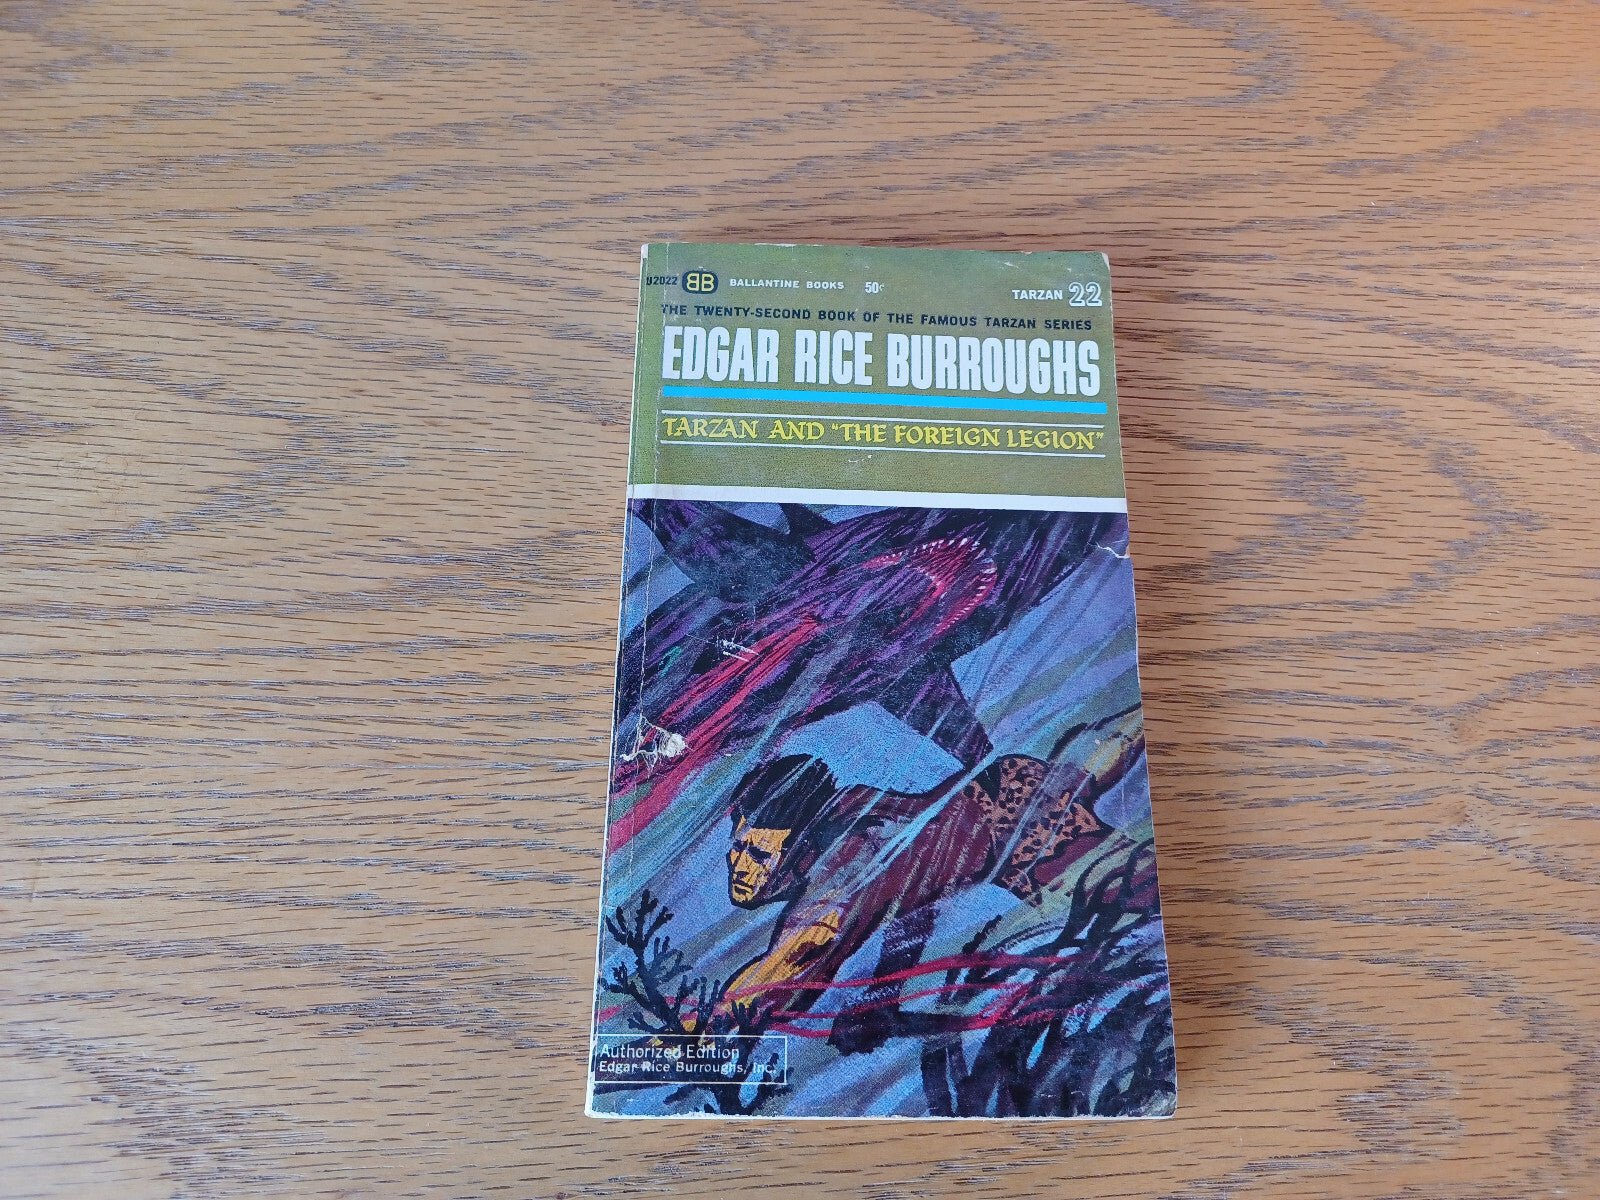 U2022 BB BALLANTINE BOOKS 50¢ TARZAN 22
THE TWENTY-SECOND BOOK OF THE FAMOUS TARZAN SERIES
EDGAR RICE BURROUGHS
TARZAN AND "THE FOREIGN LEGION"
Authorized Edition
Edgar Rice Burroughs, Inc.